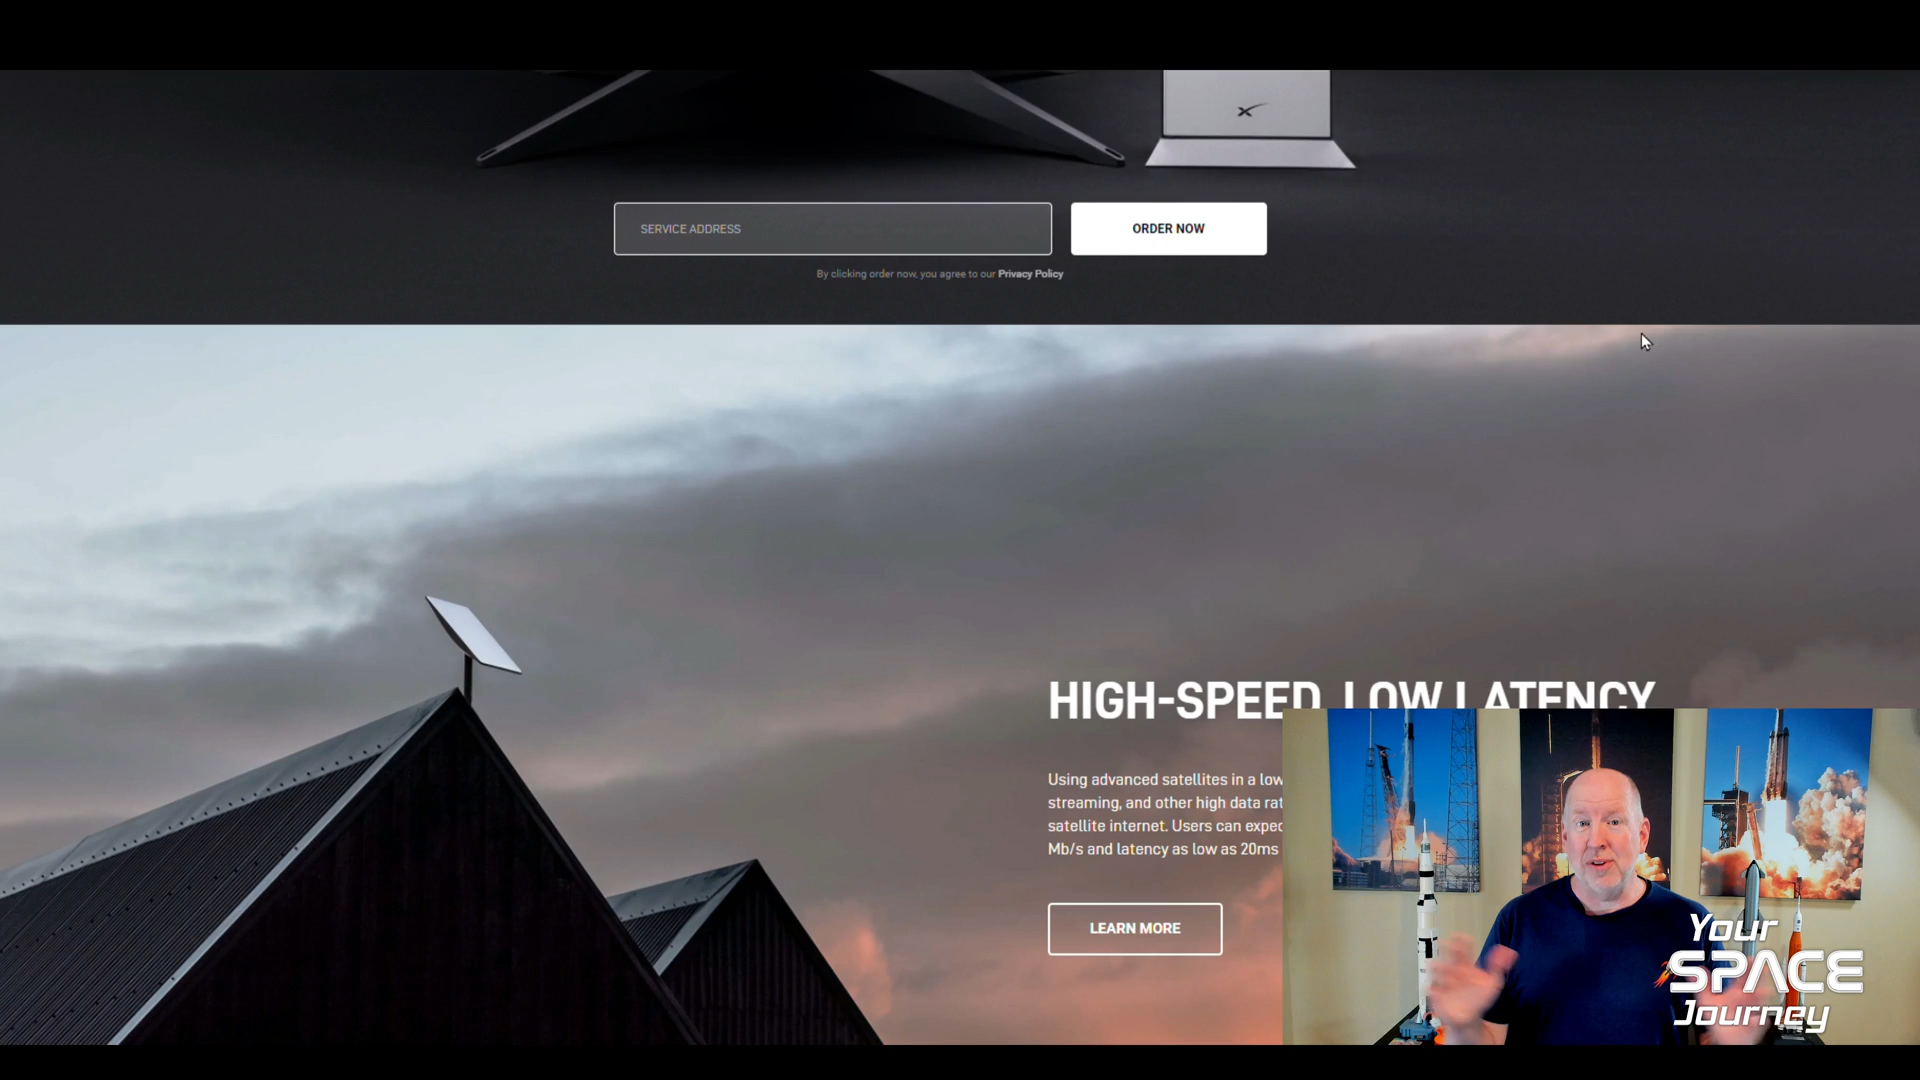 SERVICE ADDRESS
ORDER NOW
By clicking order now, you agree to our Privacy Policy
HIGH-SPEED, LOW LATENCY
Using advanced satellites in a low
streaming, and other high data
satellite internet. Users can
Mb/s and latency as low as 20ms
LEARN MORE
Your
SPACE
Journey